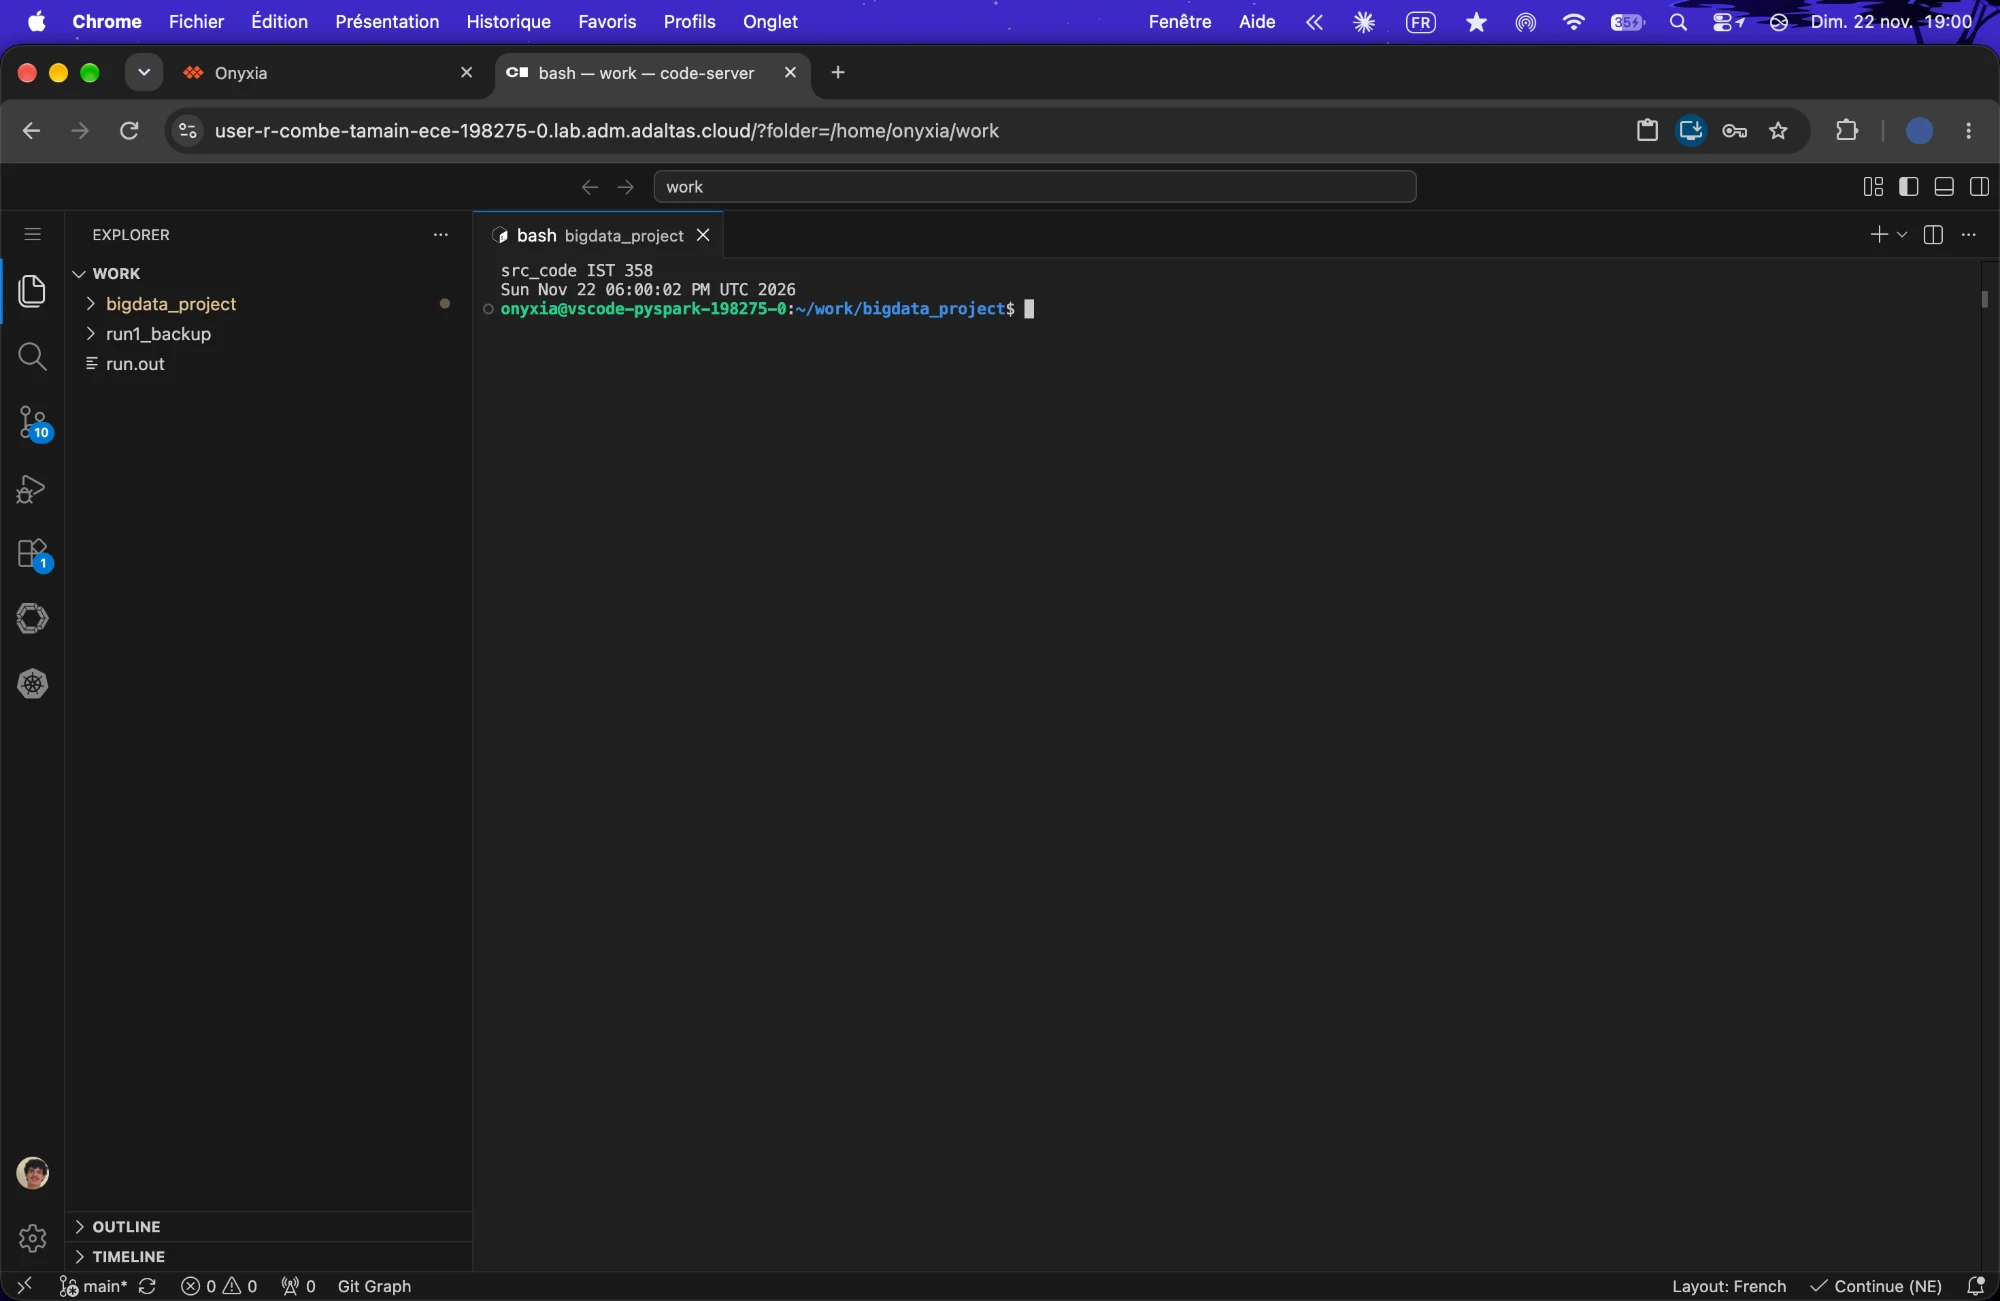 Chrome Fichier Édition Présentation Historique Favoris Profils Onglet Fenêtre Aide FR 35 Dim. 22 nov. 19:00
Onyxia
bash — work — code-server
user-r-combe-tamain-ece-198275-0.lab.adm.adaltas.cloud/?folder=/home/onyxia/work
work
EXPLORER
bash bigdata_project
WORK
bigdata_project
run1_backup
run.out
src_code IST 358
Sun Nov 22 06:00:02 PM UTC 2026
onyxia@vscode-pyspark-198275-0:~/work/bigdata_project$
10
1
OUTLINE
TIMELINE
main* 0 0 0 Git Graph Layout: French Continue (NE)